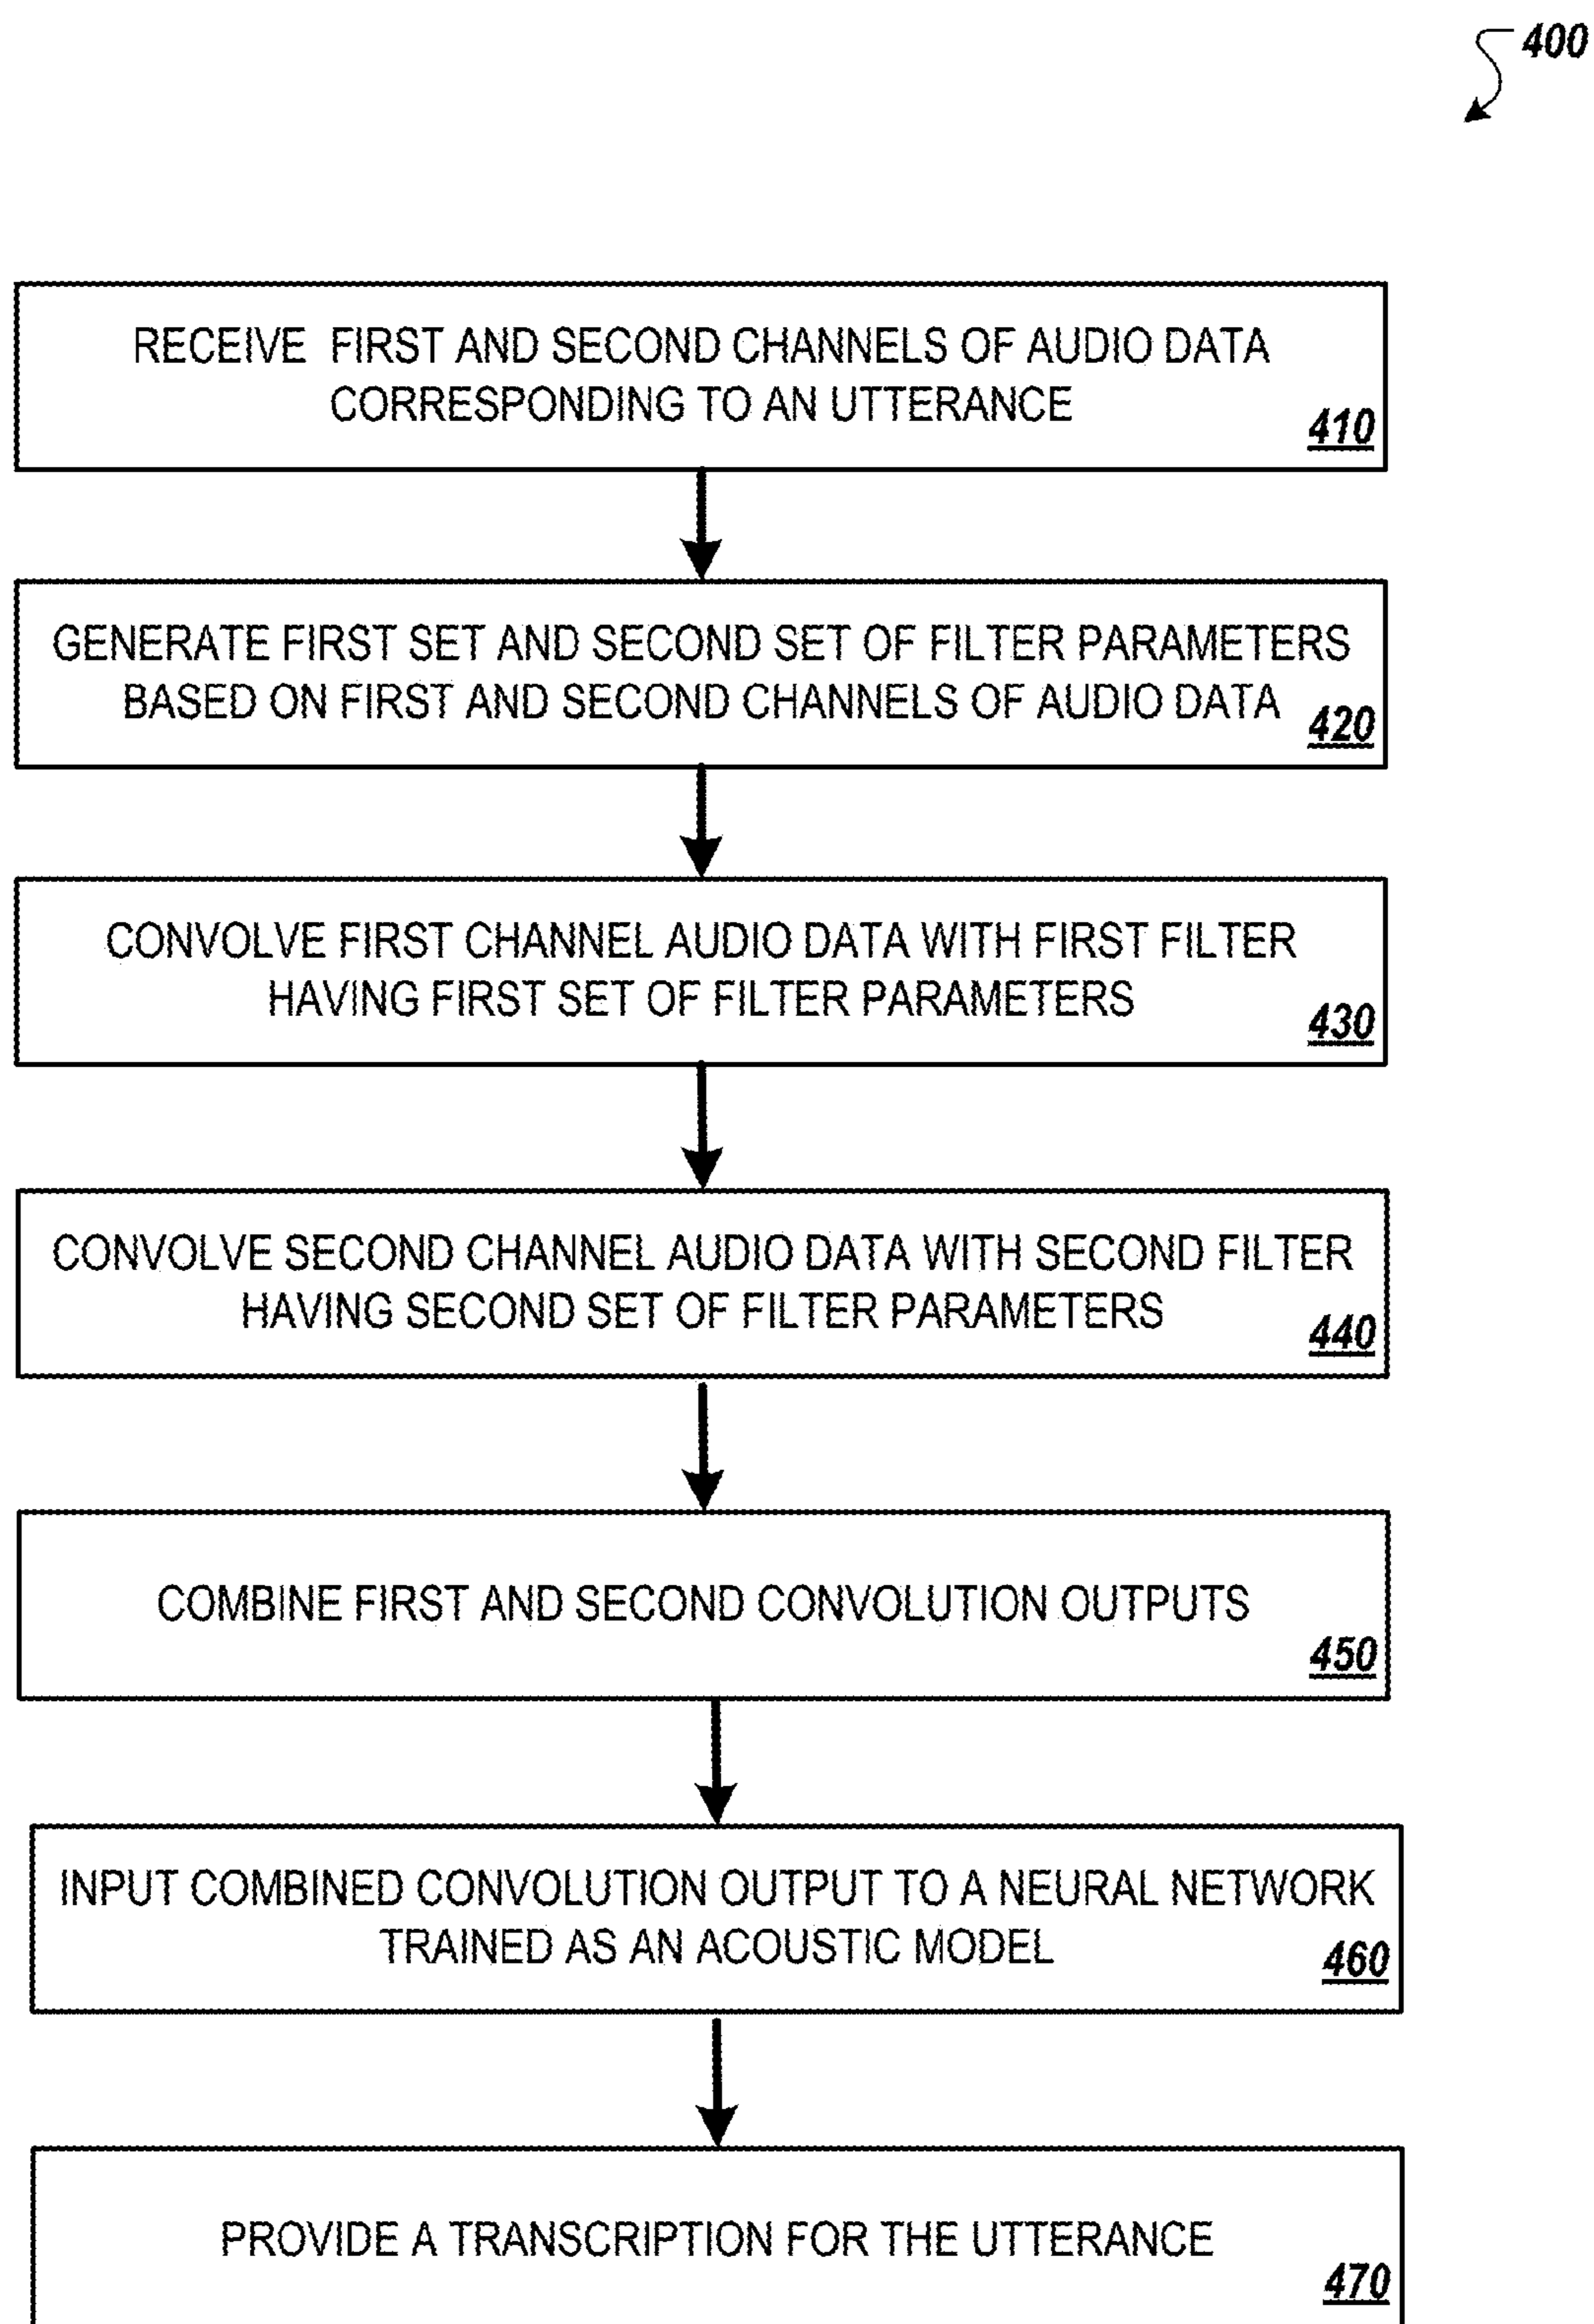 400
RECEIVE FIRST AND SECOND CHANNELS OF AUDIO DATA
CORRESPONDING TO AN UTTERANCE
410
GENERATE FIRST SET AND SECOND SET OF FILTER PARAMETERS
BASED ON FIRST AND SECOND CHANNELS OF AUDIO DATA
420
CONVOLVE FIRST CHANNEL AUDIO DATA WITH FIRST FILTER
HAVING FIRST SET OF FILTER PARAMETERS
430
CONVOLVE SECOND CHANNEL AUDIO DATA WITH SECOND FILTER
HAVING SECOND SET OF FILTER PARAMETERS
440
COMBINE FIRST AND SECOND CONVOLUTION OUTPUTS
450
INPUT COMBINED CONVOLUTION OUTPUT TO A NEURAL NETWORK
TRAINED AS AN ACOUSTIC MODEL
460
PROVIDE A TRANSCRIPTION FOR THE UTTERANCE
470